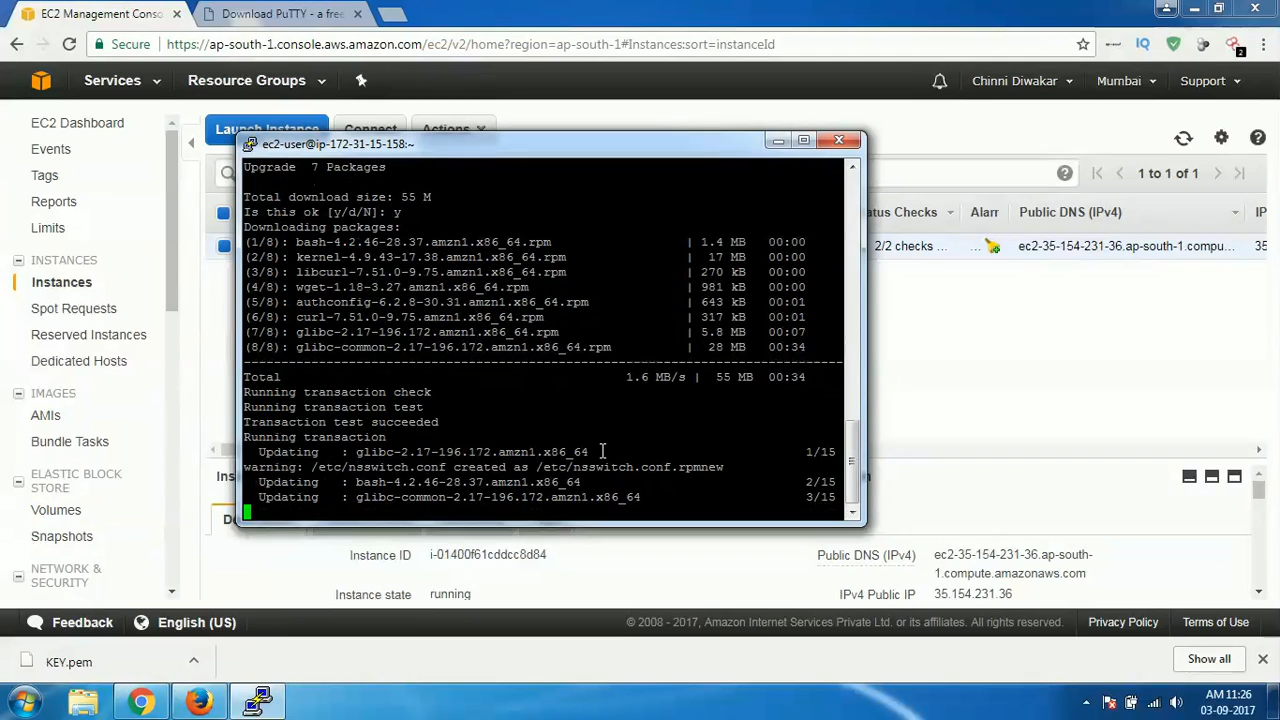 EC2 Management Conso
Download PuTTY - a free
Secure
https://ap-south-1.console.aws.amazon.com/ec2/v2/home?region=ap-south-1#Instances:sort=instanceId
IQ
2
Services
Resource Groups
Chinni Diwakar
Mumbai
Support
EC2 Dashboard
Events
Tags
Reports
Limits
INSTANCES
Instances
Spot Requests
Reserved Instances
Dedicated Hosts
IMAGES
AMIs
Bundle Tasks
ELASTIC BLOCK STORE
Volumes
Snapshots
NETWORK &
SECURITY
Launch Instance
Connect
Actions
1 to 1 of 1
tatus Checks
Alarr
Public DNS (IPv4)
2/2 checks ...
...
ec2-35-154-231-36.ap-south-1.compu...
ec2-user@ip-172-31-15-158:~
Upgrade 7 Packages
Total download size: 55 M
Is this ok [y/d/N]: y
Downloading packages:
(1/8): bash-4.2.46-28.37.amzn1.x86_64.rpm | 1.4 MB 00:00
(2/8): kernel-4.9.43-17.38.amzn1.x86_64.rpm | 17 MB 00:00
(3/8): libcurl-7.51.0-9.75.amzn1.x86_64.rpm | 270 kB 00:00
(4/8): wget-1.18-3.27.amzn1.x86_64.rpm | 981 kB 00:00
(5/8): authconfig-6.2.8-30.31.amzn1.x86_64.rpm | 643 kB 00:01
(6/8): curl-7.51.0-9.75.amzn1.x86_64.rpm | 317 kB 00:01
(7/8): glibc-2.17-196.172.amzn1.x86_64.rpm | 5.8 MB 00:07
(8/8): glibc-common-2.17-196.172.amzn1.x86_64.rpm | 28 MB 00:34
--------------------------------------------------------------------------------
Total 1.6 MB/s | 55 MB 00:34
Running transaction check
Running transaction test
Transaction test succeeded
Running transaction
Updating : glibc-2.17-196.172.amzn1.x86_64 1/15
warning: /etc/nsswitch.conf created as /etc/nsswitch.conf.rpmnew
Updating : bash-4.2.46-28.37.amzn1.x86_64 2/15
Updating : glibc-common-2.17-196.172.amzn1.x86_64 3/15
Instance ID
i-01400f61cddcc8d84
Public DNS (IPv4)
ec2-35-154-231-36.ap-south-
1.compute.amazonaws.com
Instance state
running
IPv4 Public IP
35.154.231.36
Feedback
English (US)
© 2008 - 2017, Amazon Internet Services Private Ltd. or its affiliates. All rights reserved.
Privacy Policy
Terms of Use
KEY.pem
Show all
AM 11:26
03-09-2017